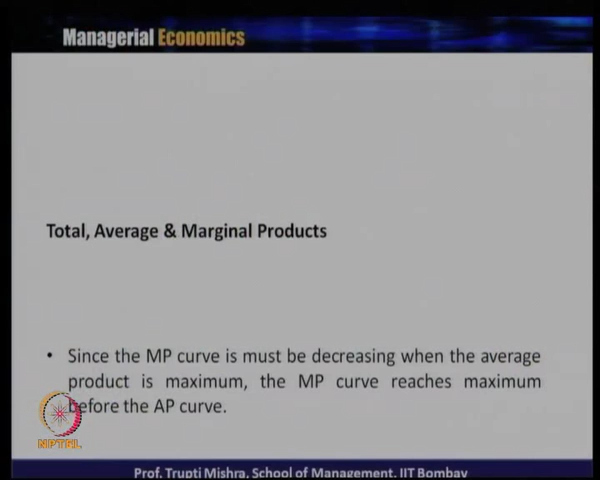 Managerial Economics
Total, Average & Marginal Products
• Since the MP curve is must be decreasing when the average
product is maximum, the MP curve reaches maximum
before the AP curve.
NPTEL
Prof. Trupti Mishra, School of Management, IIT Bombay